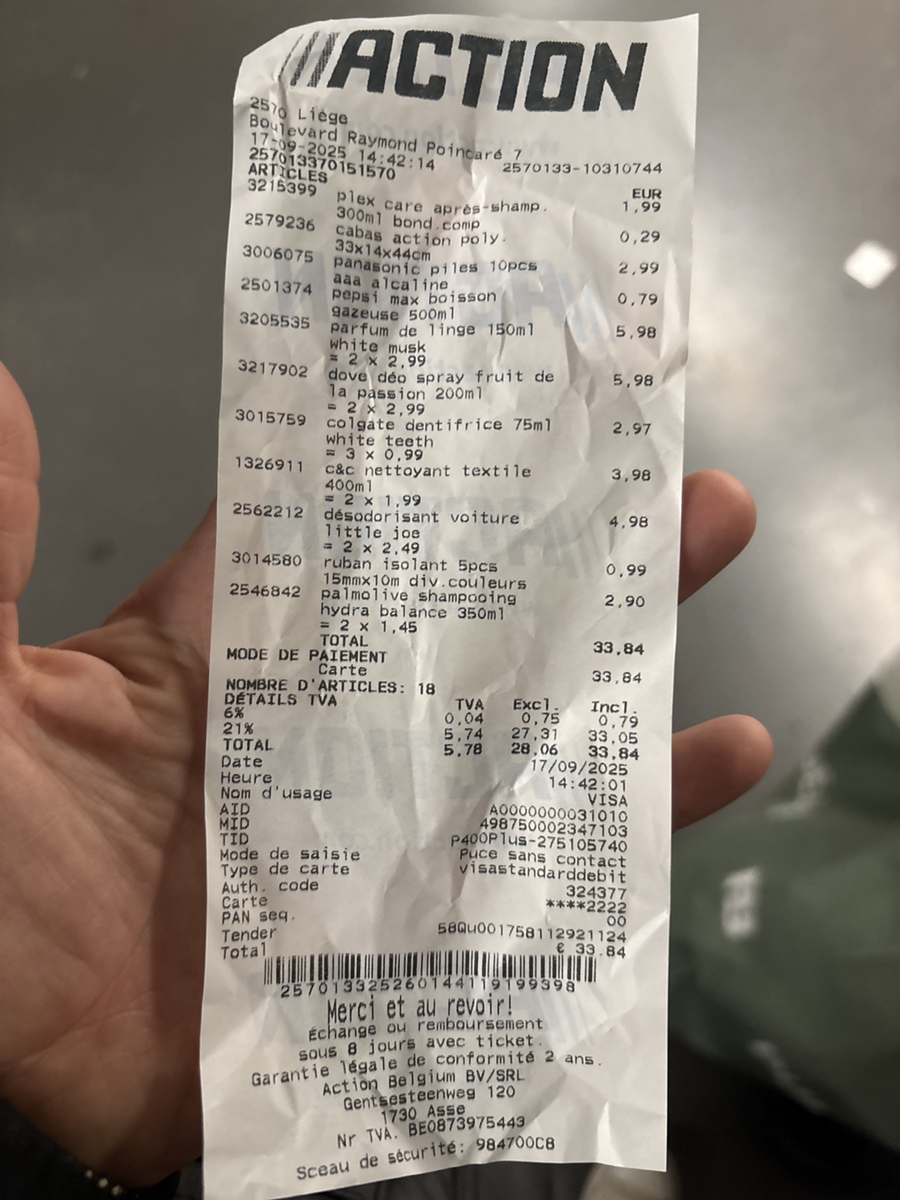 ///ACTION
2570 Liège
Boulevard Raymond Poincaré 7
17-09-2025 14:42:14 2570133-10310744
257013370151570
ARTICLES EUR
3215399 plex care après-shamp. 1,99
300ml bond.comp
2579236 cabas action poly. 0,29
33x14x44cm
3006075 panasonic piles 10pcs 2,99
aaa alcaline
2501374 pepsi max boisson 0,79
gazeuse 500ml
3205535 parfum de linge 150ml 5,98
white musk
= 2 x 2,99
3217902 dove déo spray fruit de 5,98
la passion 200ml
= 2 x 2,99
3015759 colgate dentifrice 75ml 2,97
white teeth
= 3 x 0,99
1326911 c&c nettoyant textile 3,98
400ml
= 2 x 1,99
2562212 désodorisant voiture 4,98
little joe
= 2 x 2,49
3014580 ruban isolant 5pcs 0,99
15mmx10m div.couleurs
2546842 palmolive shampooing 2,90
hydra balance 350ml
= 2 x 1,45
TOTAL 33,84
MODE DE PAIEMENT
Carte 33,84
NOMBRE D'ARTICLES: 18
DÉTAILS TVA TVA Excl. Incl.
6% 0,04 0,75 0,79
21% 5,74 27,31 33,05
TOTAL 5,78 28,06 33,84
Date 17/09/2025
Heure 14:42:01
Nom d'usage VISA
AID A0000000031010
MID 498750002347103
TID P400Plus-275105740
Mode de saisie Puce sans contact
Type de carte visastandarddebit
Auth. code 324377
Carte ****2222
PAN seq. 00
Tender 58Qu001758112921124
Total € 33.84
257013325260144119199398
Merci et au revoir!
Échange ou remboursement
sous 8 jours avec ticket.
Garantie légale de conformité 2 ans.
Action Belgium BV/SRL
Gentsesteenweg 120
1730 Asse
Nr TVA. BE0873975443
Sceau de sécurité: 984700C8